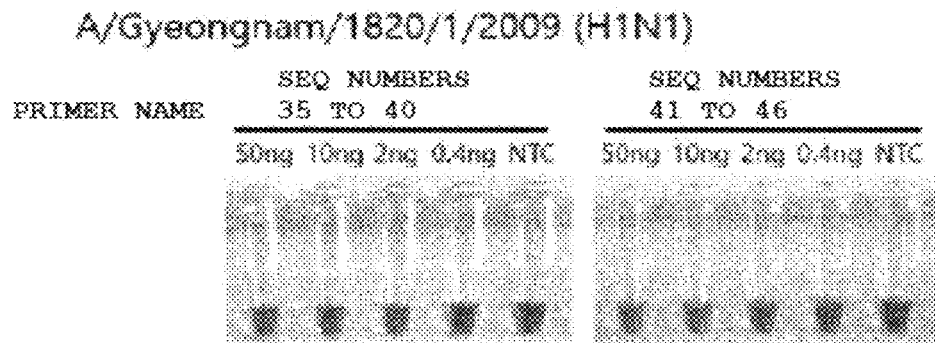 A/Gyeongnam/1820/1/2009 (H1N1)
SEQ NUMBERS SEQ NUMBERS
PRIMER NAME 35 TO 40 41 TO 46
50ng 10ng 2ng 0.4ng NTC 50ng 10ng 2ng 0.4ng NTC